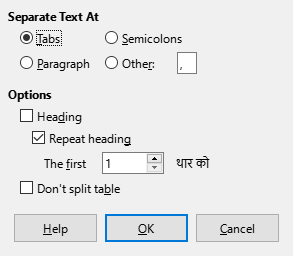 Separate Text At
Tabs Semicolons
Paragraph Other: ,
Options
Heading
Repeat heading
The first 1 थार को
Don't split table
Help OK Cancel